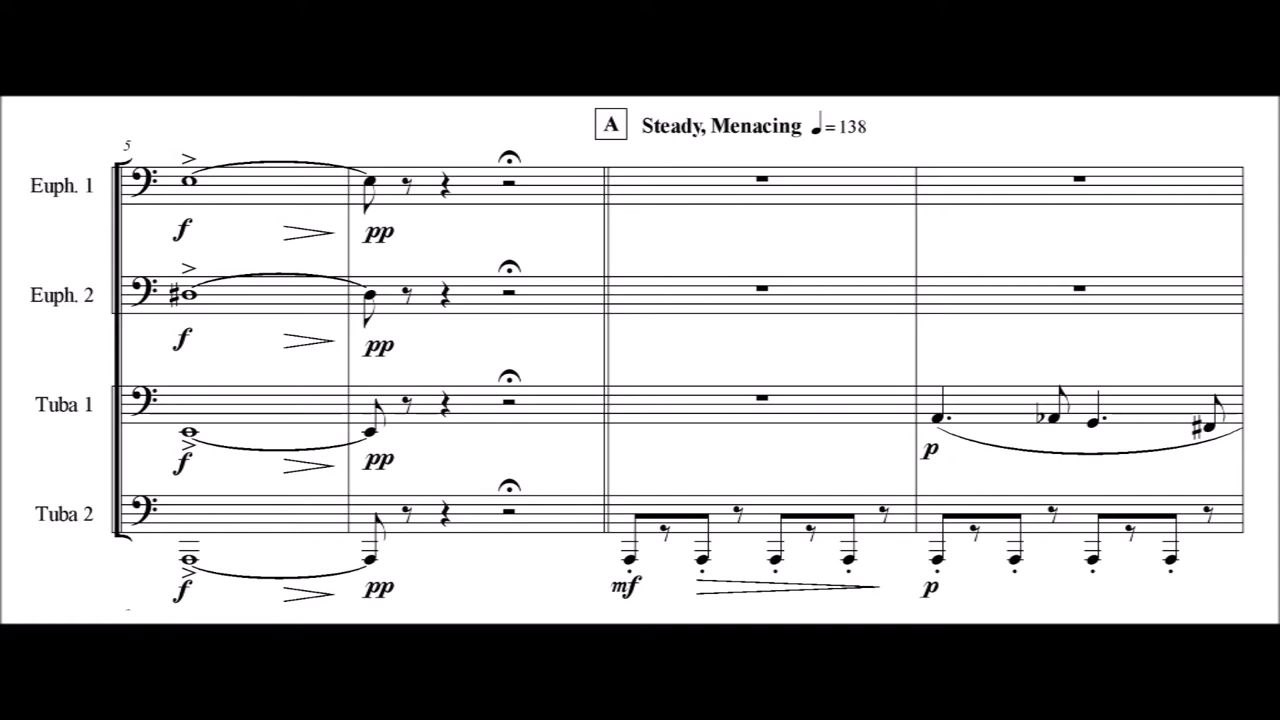 A Steady, Menacing ♩=138
5
Euph. 1
f pp
Euph. 2
f pp
Tuba 1
f pp p
Tuba 2
f pp mf p